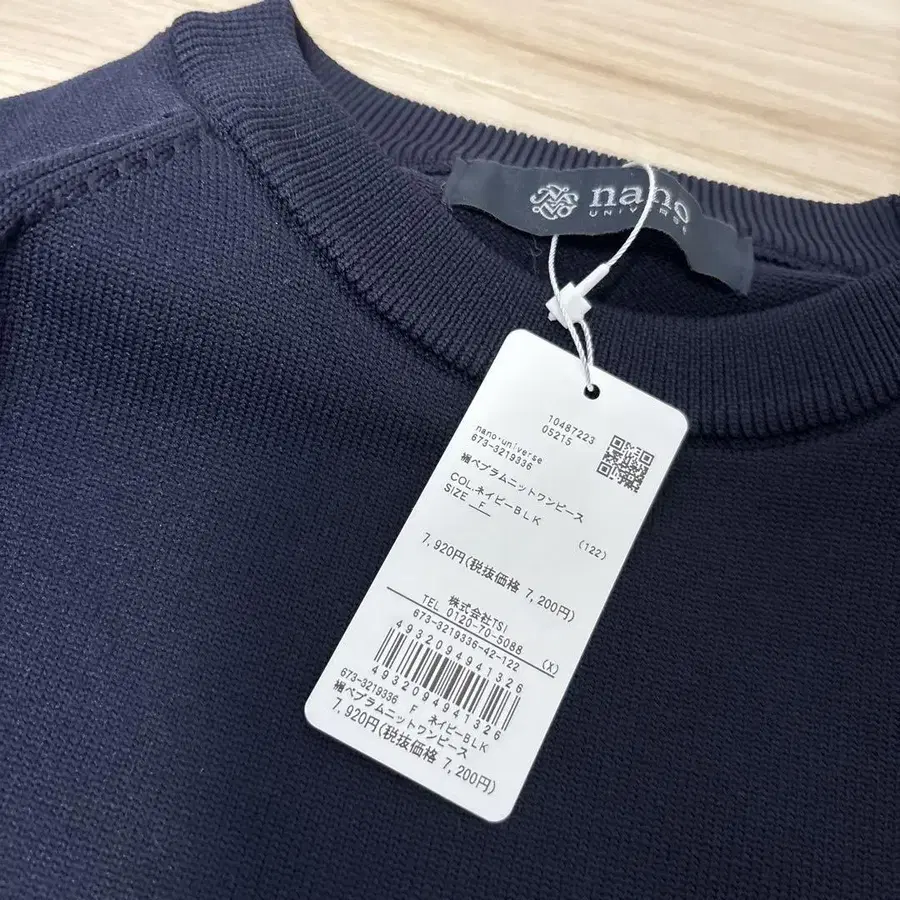 nano
UNIVERSE
10487223
05215
nano・universe
673-3219336
裾ペプラムニットワンピース
COL.ネイビーBLK
SIZE F
(122)
7,920円(税抜価格 7,200円)
株式会社TSI
TEL 0120-70-5088
673-3219336-42-122
(X)
4932094941326
4932094941326
673-3219336 F ネイビーBLK
裾ペプラムニットワンピース
7,920円(税抜価格 7,200円)